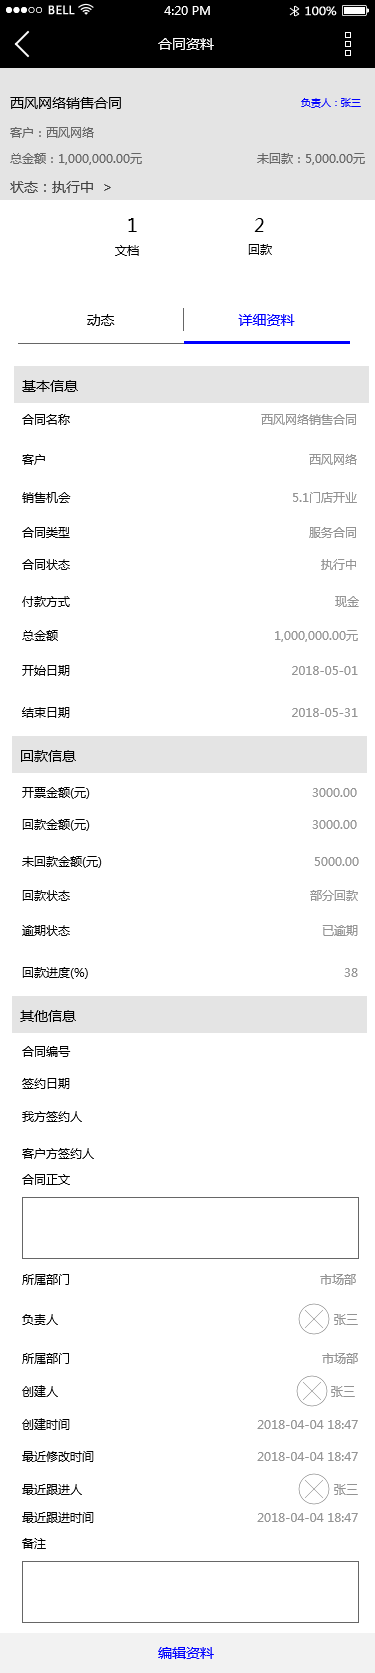 BELL 4:20 PM 100%
合同资料
西风网络销售合同 负责人：张三
客户：西风网络
总金额：1,000,000.00元 未回款：5,000.00元
状态：执行中 >
1 2
文档 回款
动态 详细资料
基本信息
合同名称 西风网络销售合同
客户 西风网络
销售机会 5.1门店开业
合同类型 服务合同
合同状态 执行中
付款方式 现金
总金额 1,000,000.00元
开始日期 2018-05-01
结束日期 2018-05-31
回款信息
开票金额(元) 3000.00
回款金额(元) 3000.00
未回款金额(元) 5000.00
回款状态 部分回款
逾期状态 已逾期
回款进度(%) 38
其他信息
合同编号
签约日期
我方签约人
客户方签约人
合同正文
所属部门 市场部
负责人 张三
所属部门 市场部
创建人 张三
创建时间 2018-04-04 18:47
最近修改时间 2018-04-04 18:47
最近跟进人 张三
最近跟进时间 2018-04-04 18:47
备注
编辑资料